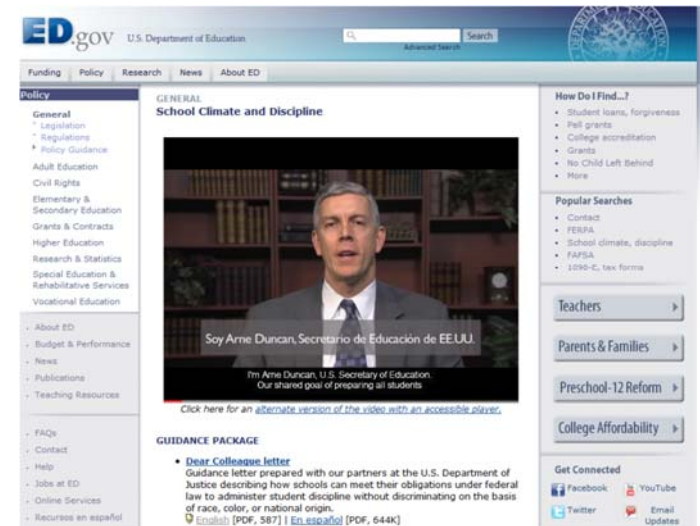 ED.gov U.S. Department of Education
Search
Advanced Search
Funding Policy Research News About ED
Policy
General
Legislation
Regulations
Policy Guidance
Adult Education
Civil Rights
Elementary &
Secondary Education
Grants & Contracts
Higher Education
Research & Statistics
Special Education &
Rehabilitative Services
Vocational Education
About ED
Budget & Performance
News
Publications
Teaching Resources
FAQs
Contact
Help
Jobs at ED
Online Services
Recursos en español
GENERAL
School Climate and Discipline
Soy Arne Duncan, Secretario de Educación de EE.UU.
I'm Arne Duncan, U.S. Secretary of Education.
Our shared goal of preparing all students
Click here for an alternate version of the video with an accessible player.
GUIDANCE PACKAGE
Dear Colleague letter
Guidance letter prepared with our partners at the U.S. Department of
Justice describing how schools can meet their obligations under federal
law to administer student discipline without discriminating on the basis
of race, color, or national origin.
English [PDF, 587] | En español [PDF, 644K]
How Do I Find...?
Student loans, forgiveness
Pell grants
College accreditation
Grants
No Child Left Behind
More
Popular Searches
Contact
FERPA
School climate, discipline
FAFSA
1098-E, tax forms
Teachers
Parents & Families
Preschool-12 Reform
College Affordability
Get Connected
Facebook YouTube
Twitter Email
Updates